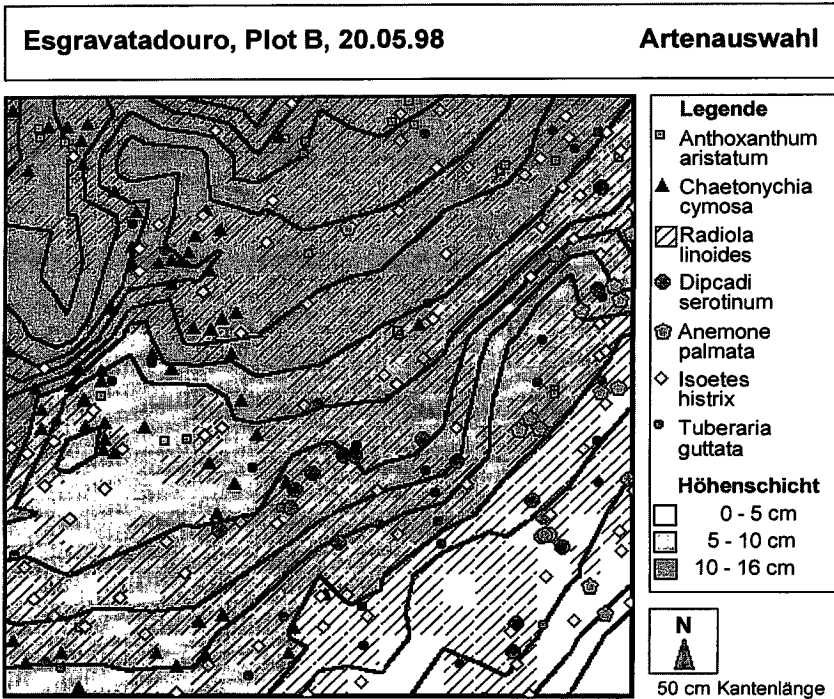 Esgravatadouro, Plot B, 20.05.98 Artenauswahl
Legende
Anthoxanthum
aristatum
Chaetonychia
cymosa
Radiola
linoides
Dipcadi
serotinum
Anemone
palmata
Isoetes
histrix
Tuberaria
guttata
Höhenschicht
0 - 5 cm
5 - 10 cm
10 - 16 cm
N
50 cm Kantenlänge